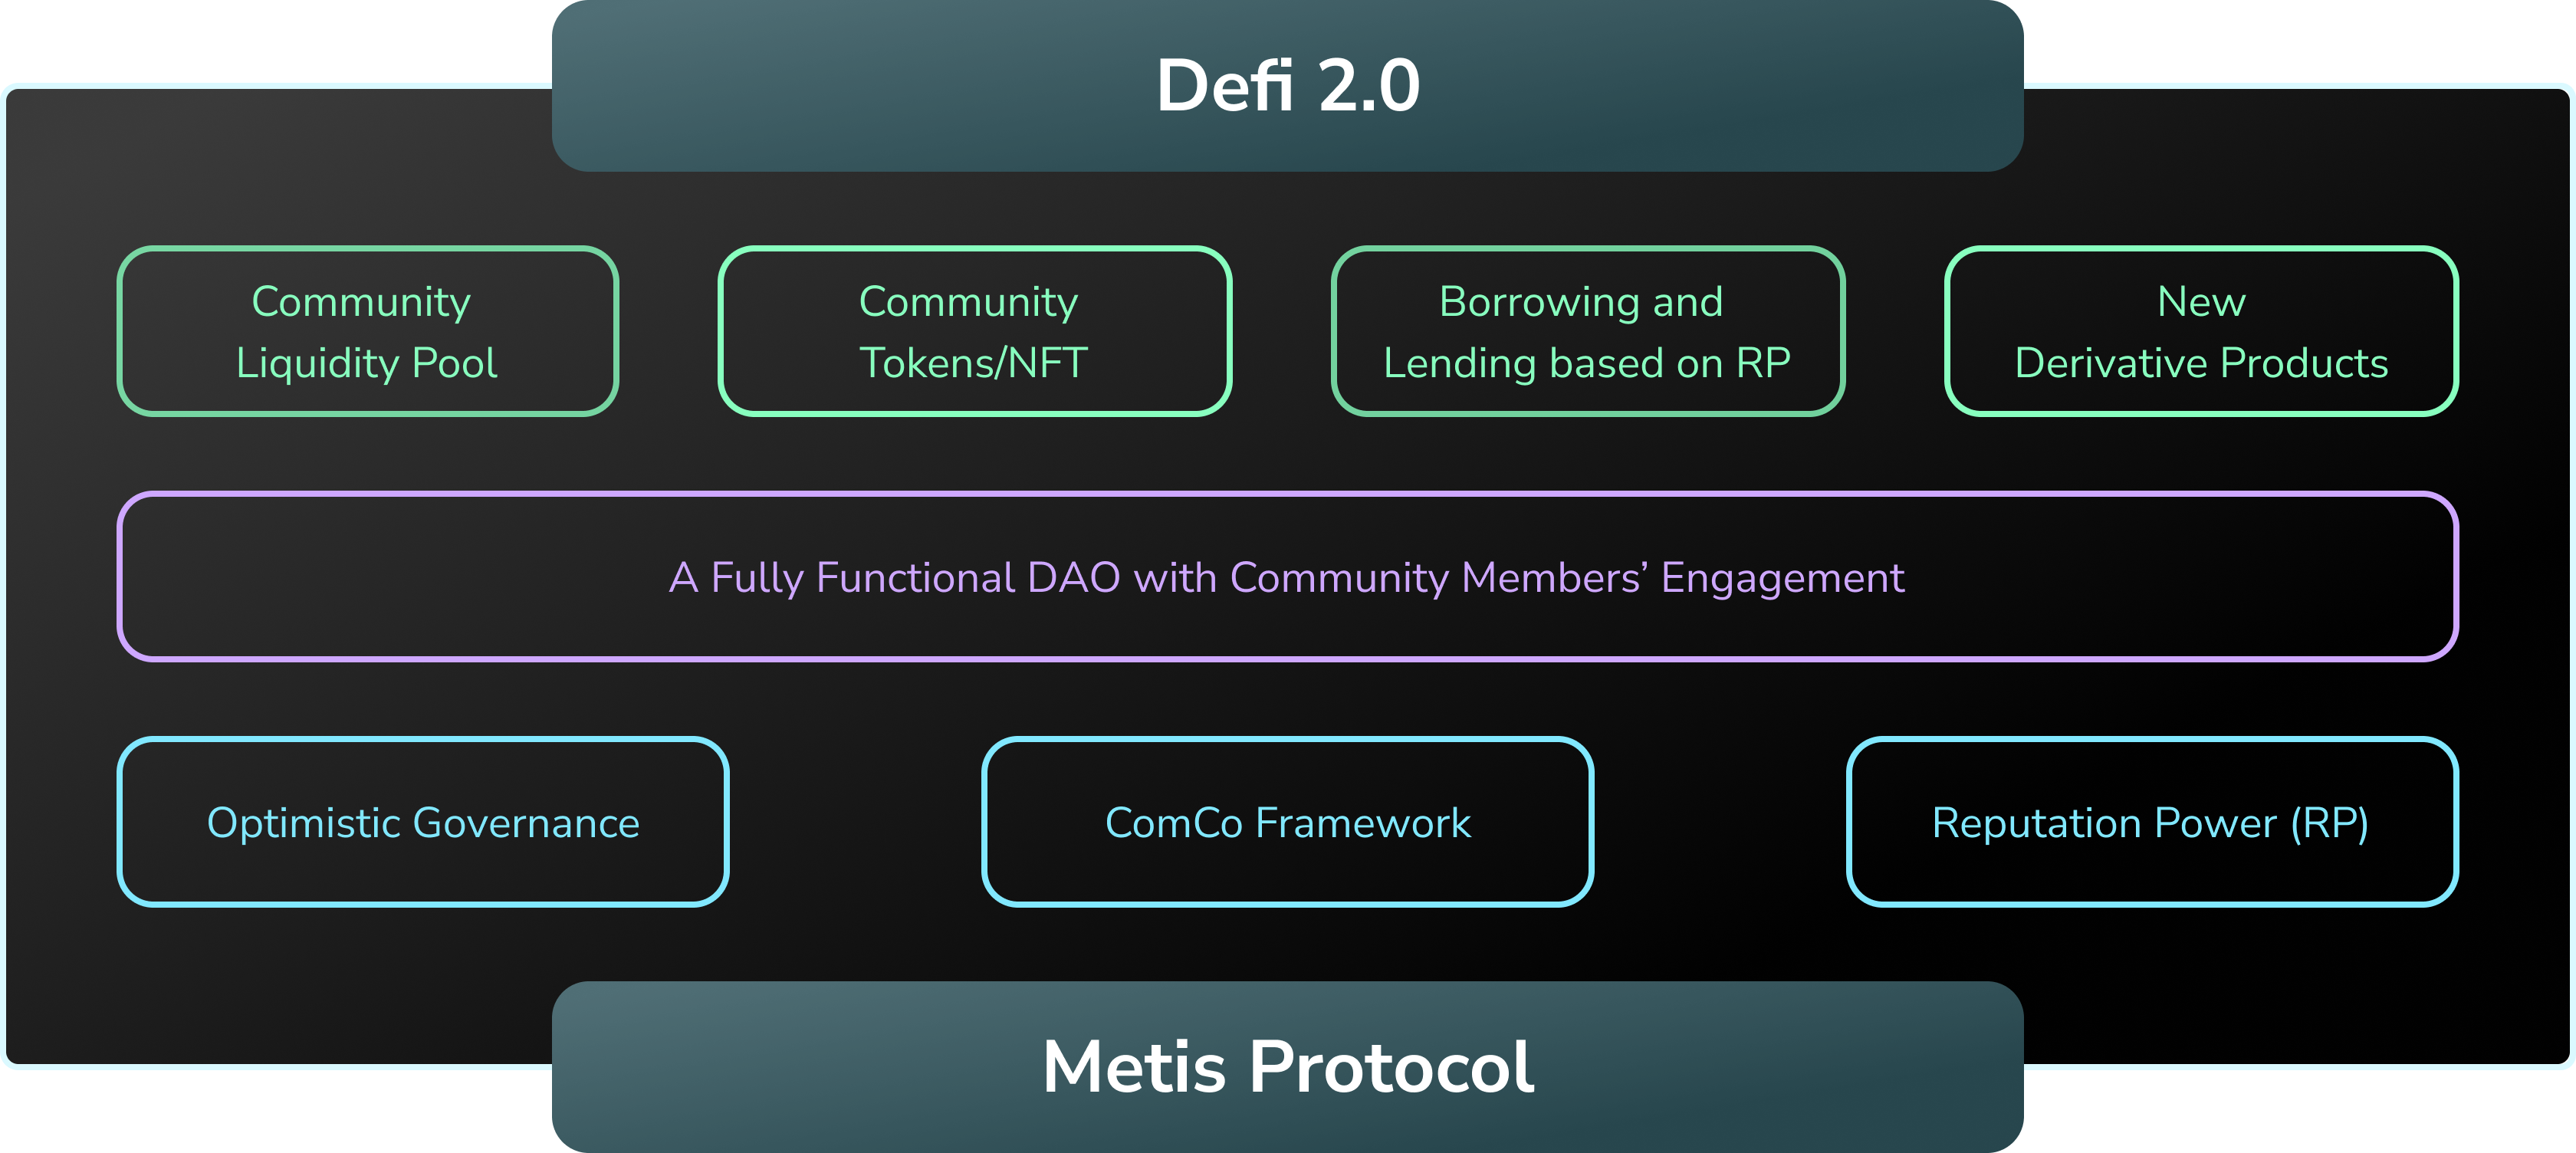 Defi 2.0
Community
Liquidity Pool
Community
Tokens/NFT
Borrowing and
Lending based on RP
New
Derivative Products
A Fully Functional DAO with Community Members’ Engagement
Optimistic Governance
ComCo Framework
Reputation Power (RP)
Metis Protocol